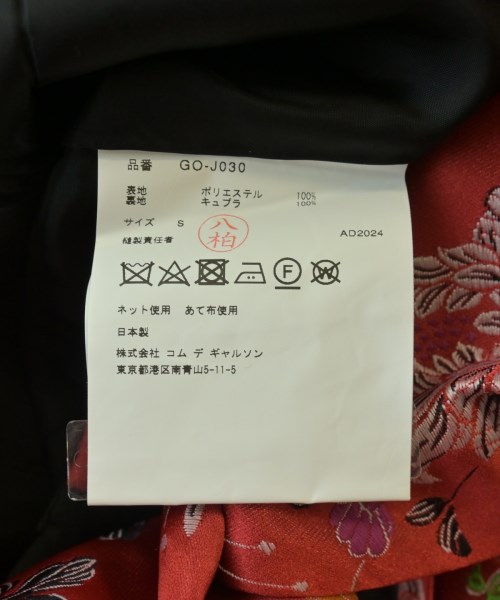 品番 GO-J030
表地 ポリエステル 100%
裏地 キュプラ 100%
サイズ S
縫製責任者 八柏 AD2024
F
W
ネット使用 あて布使用
日本製
株式会社 コム デ ギャルソン
東京都港区南青山5-11-5